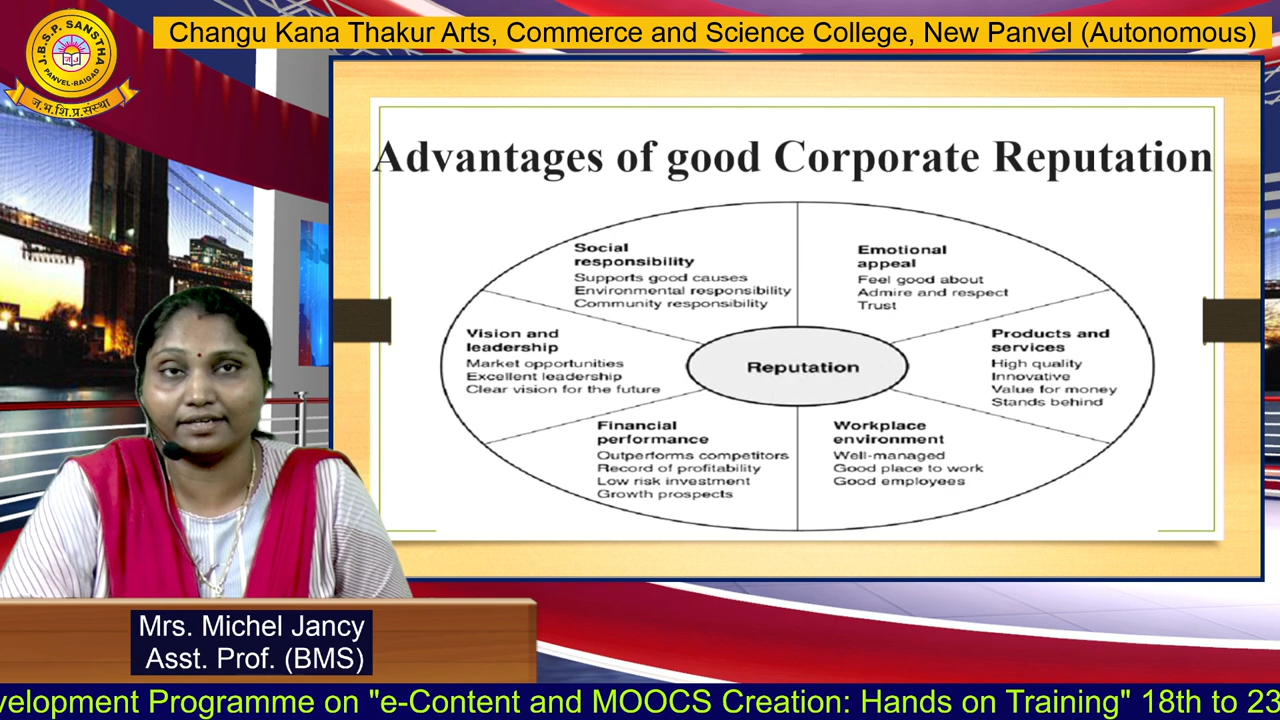 Changu Kana Thakur Arts, Commerce and Science College, New Panvel (Autonomous)
J.B.S.P. SANSTHA
PANVEL-RAIGAD
ज.भ.शि.प्र.संस्था
Advantages of good Corporate Reputation
Social
responsibility
Supports good causes
Environmental responsibility
Community responsibility
Emotional
appeal
Feel good about
Admire and respect
Trust
Vision and
leadership
Market opportunities
Excellent leadership
Clear vision for the future
Reputation
Products and
services
High quality
Innovative
Value for money
Stands behind
Financial
performance
Outperforms competitors
Record of profitability
Low risk investment
Growth prospects
Workplace
environment
Well-managed
Good place to work
Good employees
Mrs. Michel Jancy
Asst. Prof. (BMS)
velopment Programme on "e-Content and MOOCS Creation: Hands on Training" 18th to 23